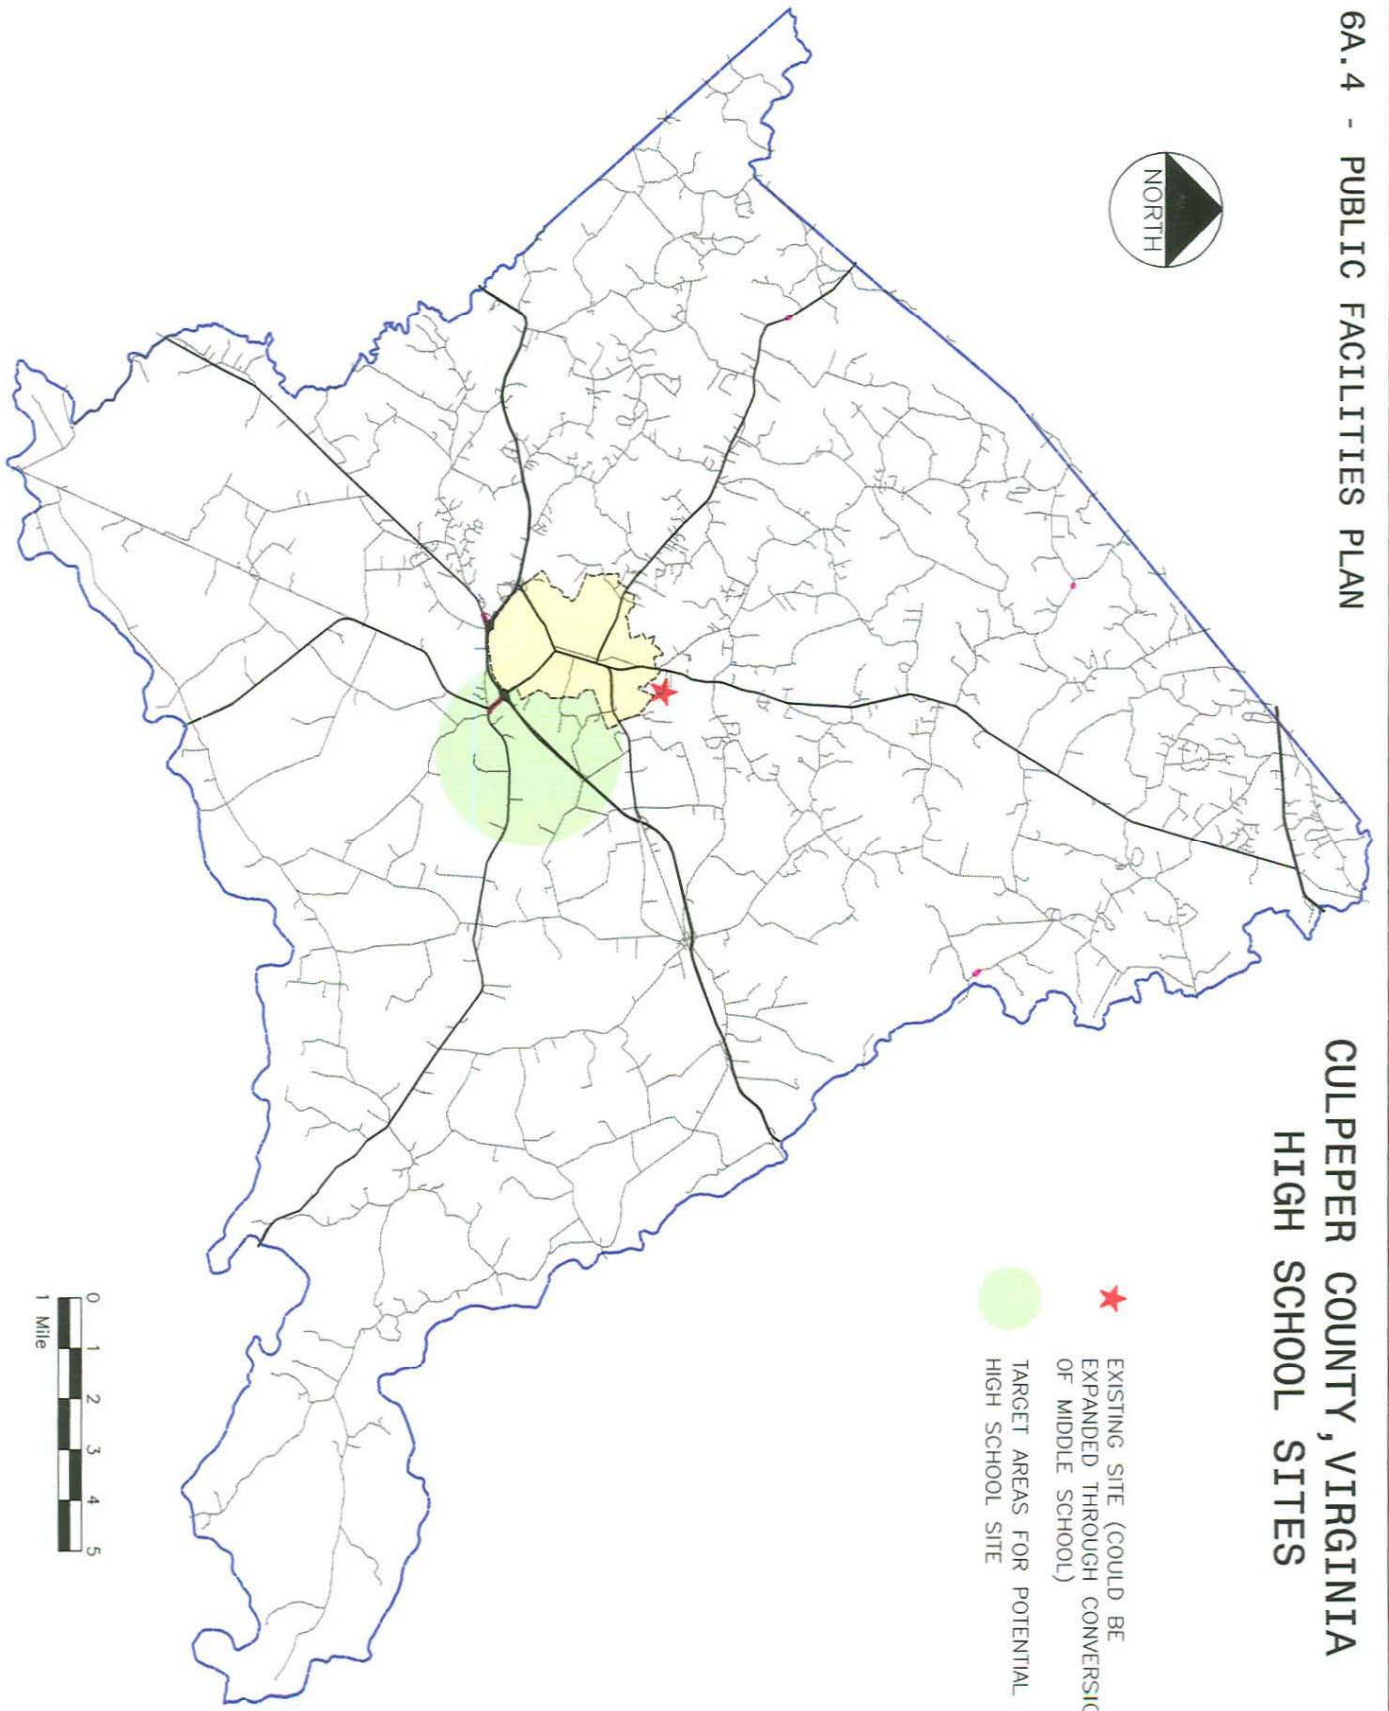 6A.4 - PUBLIC FACILITIES PLAN
CULPEPER COUNTY, VIRGINIA
HIGH SCHOOL SITES
NORTH
EXISTING SITE (COULD BE
EXPANDED THROUGH CONVERSIC
OF MIDDLE SCHOOL)
TARGET AREAS FOR POTENTIAL
HIGH SCHOOL SITE
0 1 2 3 4 5
1 Mile